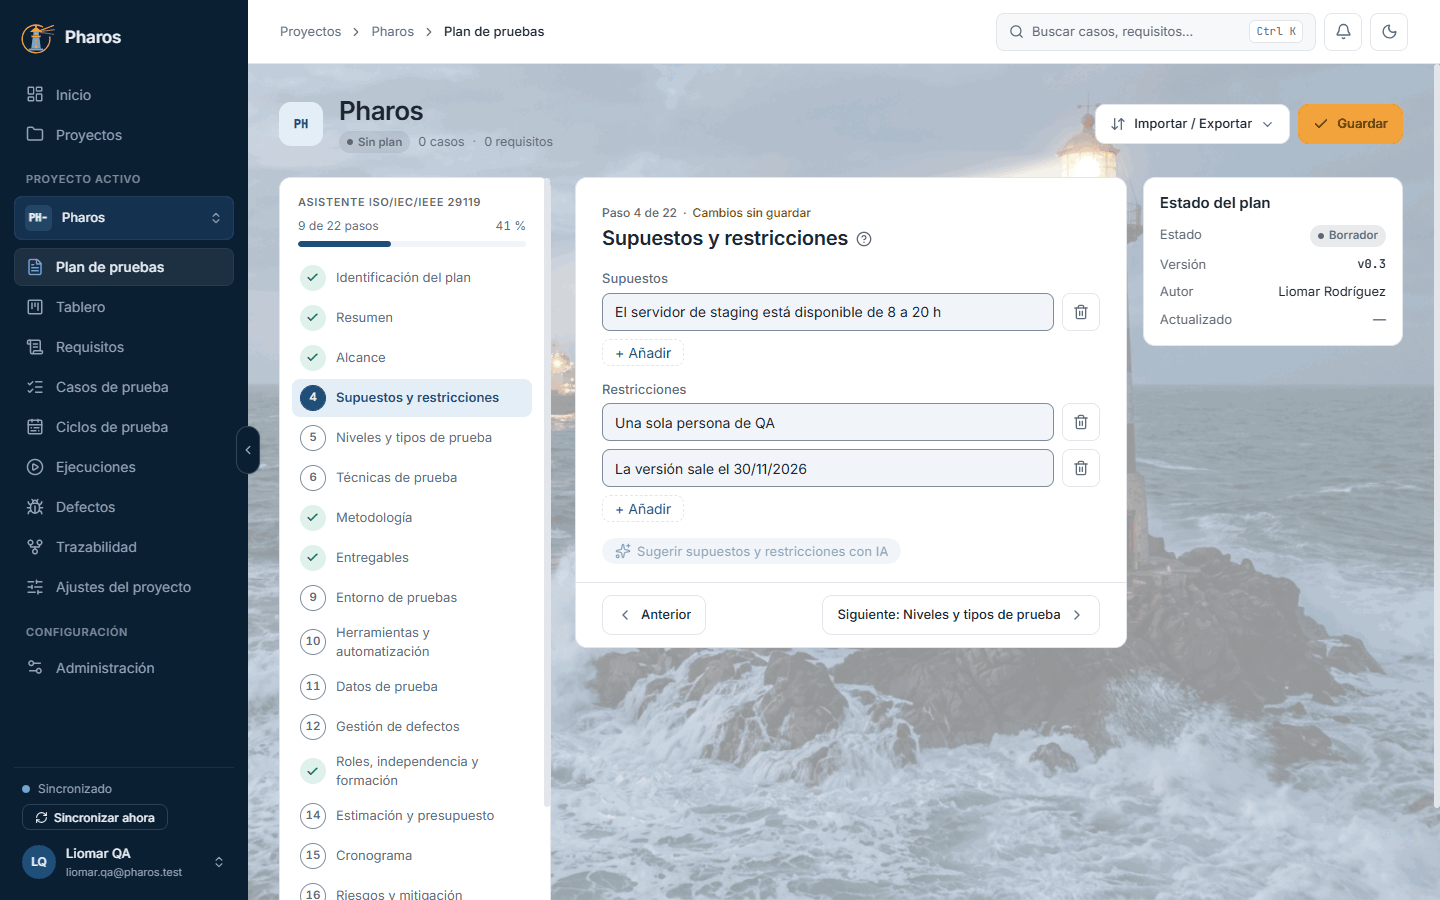 Pharos
Inicio
Proyectos
PROYECTO ACTIVO
PH-
Pharos
Plan de pruebas
Tablero
Requisitos
Casos de prueba
Ciclos de prueba
Ejecuciones
Defectos
Trazabilidad
Ajustes del proyecto
CONFIGURACIÓN
Administración
Sincronizado
Sincronizar ahora
LQ
Liomar QA
liomar.qa@pharos.test
Proyectos > Pharos > Plan de pruebas
Buscar casos, requisitos... Ctrl K
PH
Pharos
Sin plan 0 casos · 0 requisitos
Importar / Exportar
Guardar
ASISTENTE ISO/IEC/IEEE 29119
9 de 22 pasos 41 %
Identificación del plan
Resumen
Alcance
4 Supuestos y restricciones
5 Niveles y tipos de prueba
6 Técnicas de prueba
Metodología
Entregables
9 Entorno de pruebas
10 Herramientas y
automatización
11 Datos de prueba
12 Gestión de defectos
Roles, independencia y
formación
14 Estimación y presupuesto
15 Cronograma
16 Riesgos y mitigación
Paso 4 de 22 · Cambios sin guardar
Supuestos y restricciones
Supuestos
El servidor de staging está disponible de 8 a 20 h
+ Añadir
Restricciones
Una sola persona de QA
La versión sale el 30/11/2026
+ Añadir
Sugerir supuestos y restricciones con IA
Anterior
Siguiente: Niveles y tipos de prueba
Estado del plan
Estado Borrador
Versión v0.3
Autor Liomar Rodríguez
Actualizado —